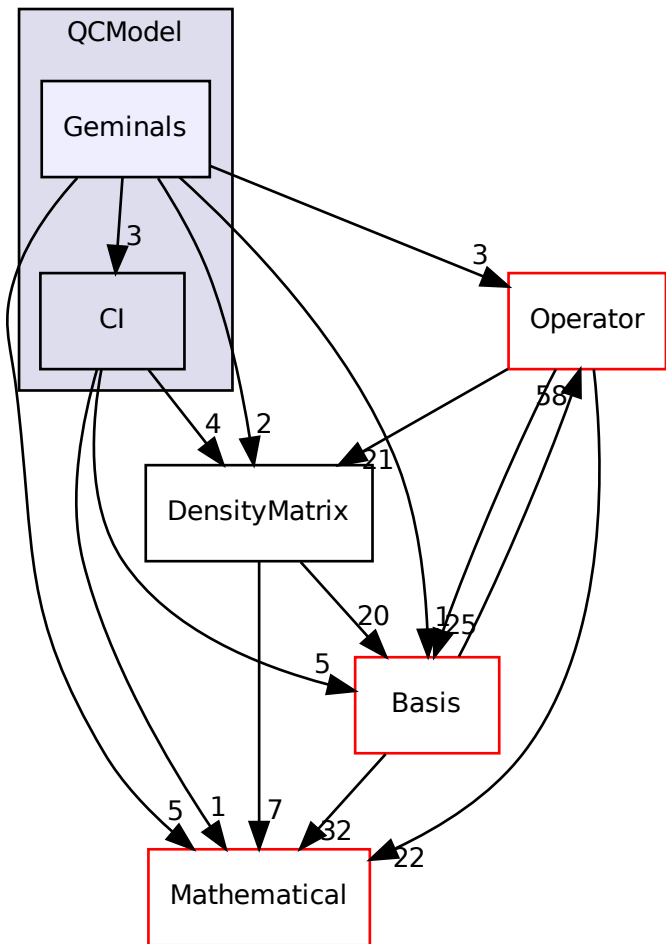 QCModel
Geminals
3
3
CI
Operator
58
4
2
21
DensityMatrix
20
1
25
5
Basis
5
1
7
32
22
Mathematical